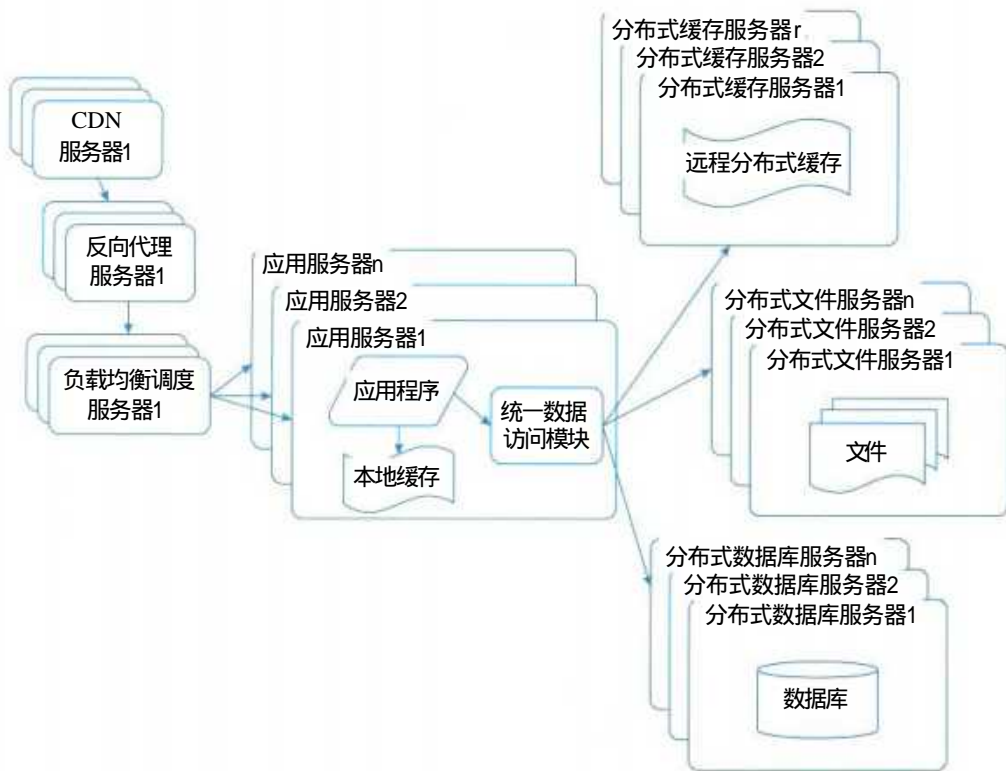 CDN
服务器1
反向代理
服务器1
负载均衡调度
服务器1
应用服务器n
应用服务器2
应用服务器1
应用程序
本地缓存
统一数据
访问模块
分布式缓存服务器r
分布式缓存服务器2
分布式缓存服务器1
远程分布式缓存
分布式文件服务器n
分布式文件服务器2
分布式文件服务器1
文件
分布式数据库服务器n
分布式数据库服务器2
分布式数据库服务器1
数据库